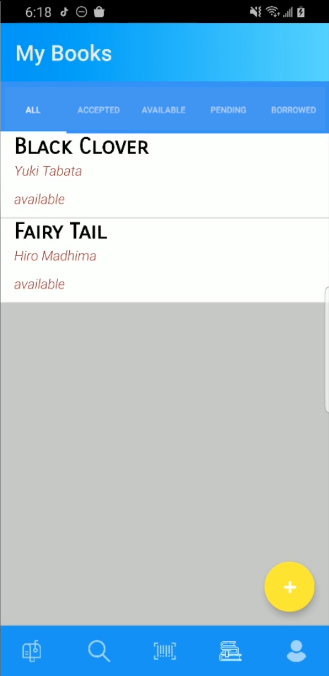 6:18
My Books
ALL ACCEPTED AVAILABLE PENDING BORROWED
BLACK CLOVER
Yuki Tabata
available
FAIRY TAIL
Hiro Madhima
available
+